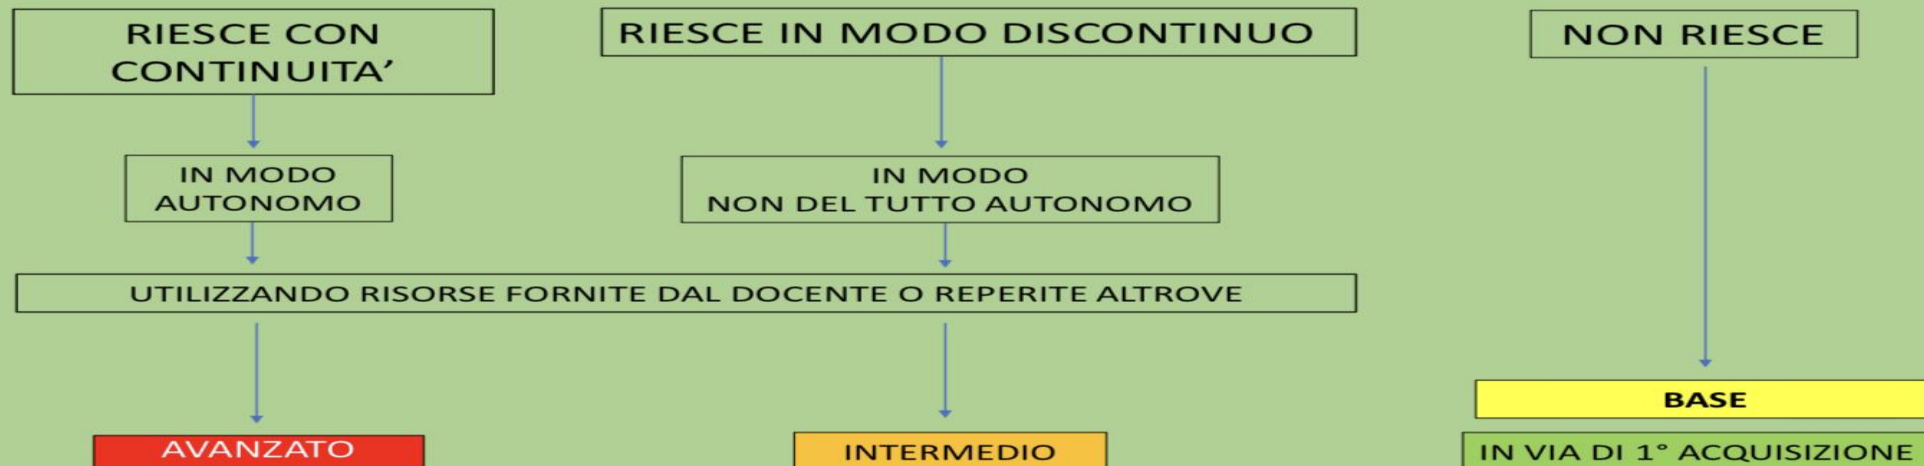 RIESCE CON
CONTINUITA’
RIESCE IN MODO DISCONTINUO
NON RIESCE
IN MODO
AUTONOMO
IN MODO
NON DEL TUTTO AUTONOMO
UTILIZZANDO RISORSE FORNITE DAL DOCENTE O REPERITE ALTROVE
BASE
AVANZATO
INTERMEDIO
IN VIA DI 1° ACQUISIZIONE